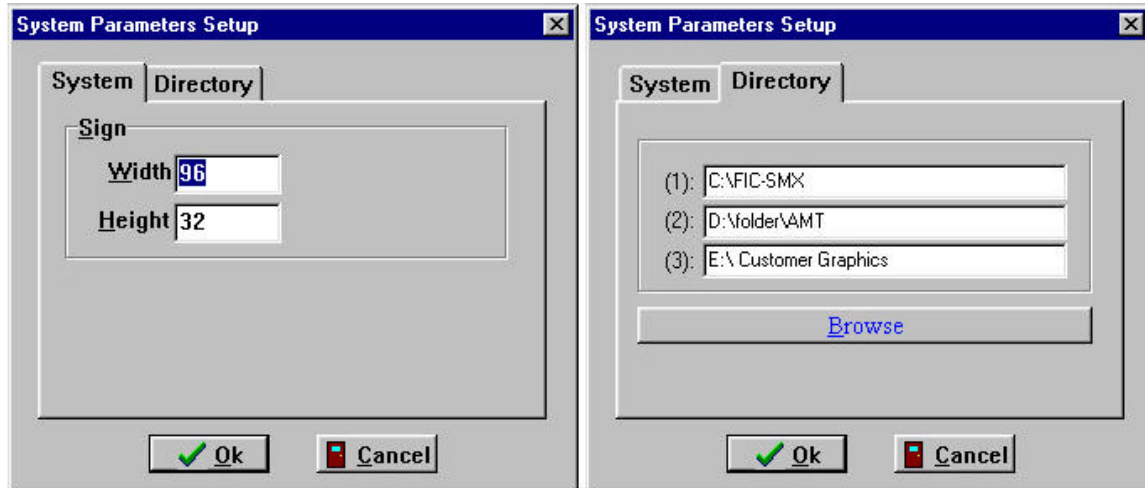 System Parameters Setup
System Directory
Sign
Width 96
Height 32
Ok Cancel
System Parameters Setup
System Directory
(1): C:\FIC-SMX
(2): D:\folder\AMT
(3): E:\ Customer Graphics
Browse
Ok Cancel